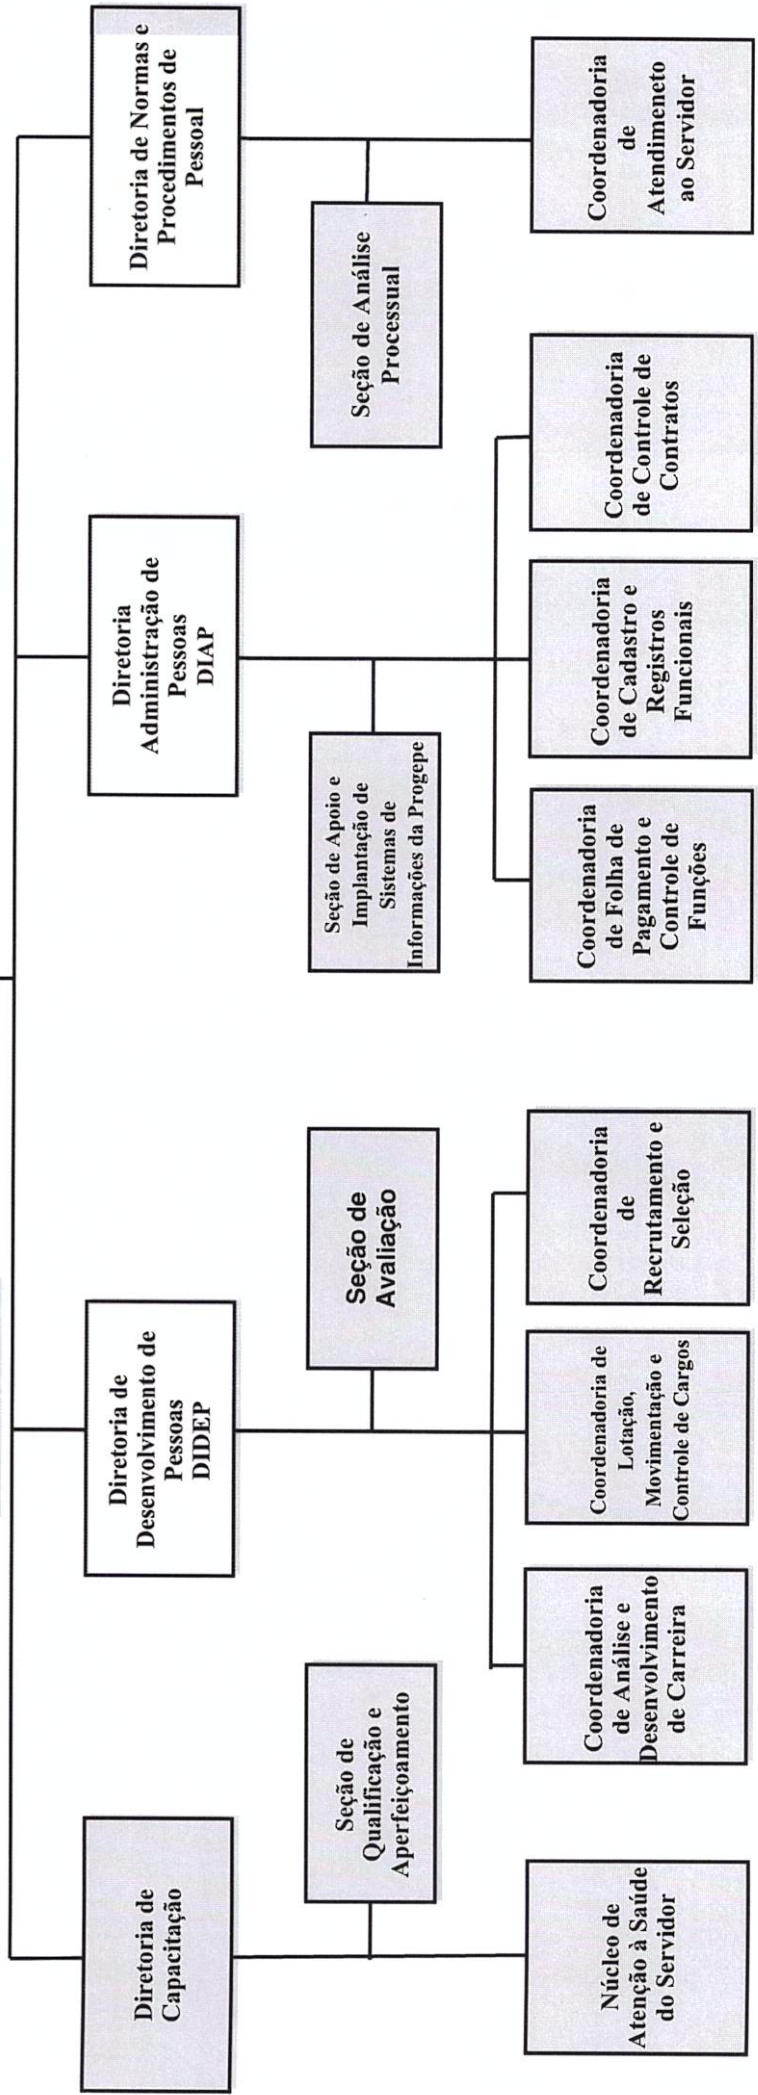 Diretoria de
Capacitação
Diretoria de
Desenvolvimento de
Pessoas
DIDEP
Diretoria
Administração de
Pessoas
DIAP
Diretoria de Normas e
Procedimentos de
Pessoal
Seção de
Qualificação e
Aperfeiçoamento
Seção de
Avaliação
Seção de Apoio e
Implantação de
Sistemas de
Informações da Progepe
Seção de Análise
Processual
Núcleo de
Atenção à Saúde
do Servidor
Coordenadoria
de Análise e
Desenvolvimento
de Carreira
Coordenadoria de
Lotação,
Movimentação e
Controle de Cargos
Coordenadoria
de
Recrutamento e
Seleção
Coordenadoria
de Folha de
Pagamento e
Controle de
Funções
Coordenadoria
de Cadastro e
Registros
Funcionais
Coordenadoria
de Controle de
Contratos
Coordenadoria
de
Atendimeneto
ao Servidor